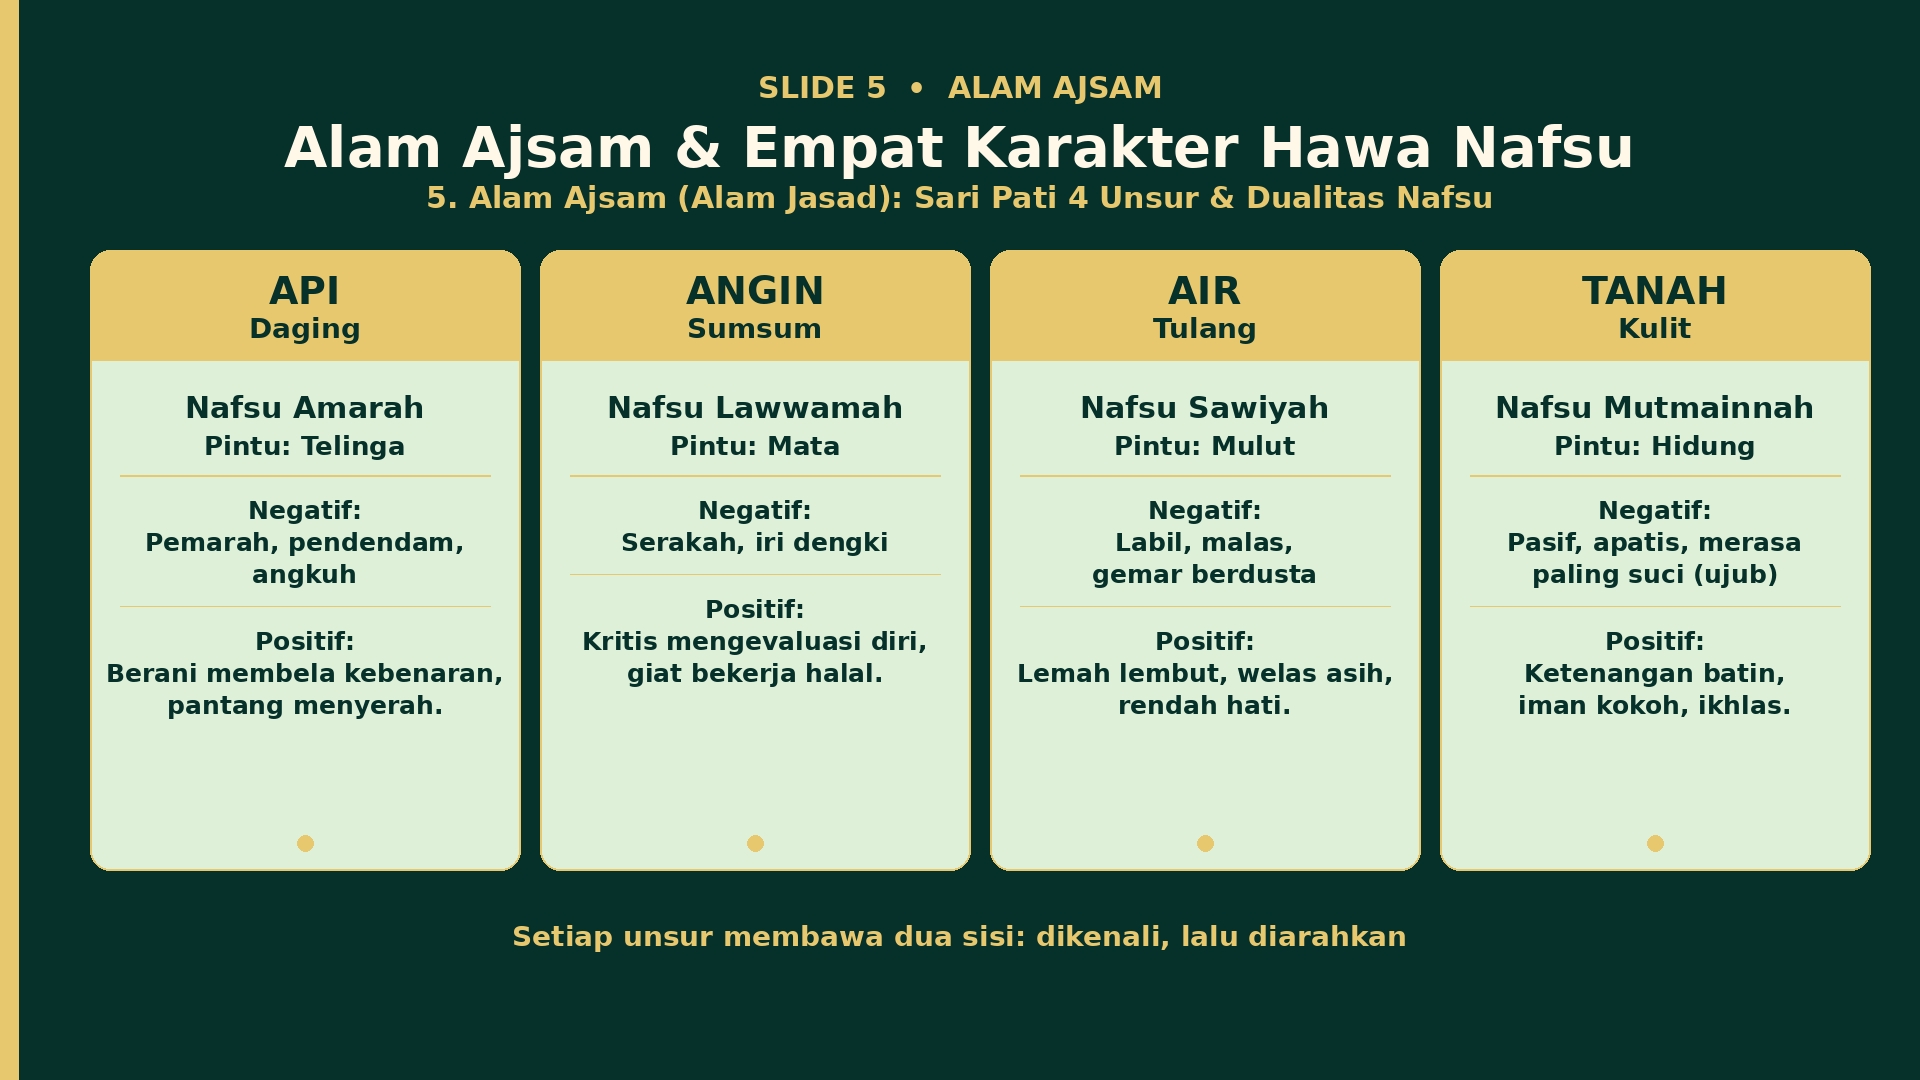 SLIDE 5 • ALAM AJSAM
Alam Ajsam & Empat Karakter Hawa Nafsu
5. Alam Ajsam (Alam Jasad): Sari Pati 4 Unsur & Dualitas Nafsu
API
Daging
Nafsu Amarah
Pintu: Telinga
Negatif:
Pemarah, pendendam,
angkuh
Positif:
Berani membela kebenaran,
pantang menyerah.
ANGIN
Sumsum
Nafsu Lawwamah
Pintu: Mata
Negatif:
Serakah, iri dengki
Positif:
Kritis mengevaluasi diri,
giat bekerja halal.
AIR
Tulang
Nafsu Sawiyah
Pintu: Mulut
Negatif:
Labil, malas,
gemar berdusta
Positif:
Lemah lembut, welas asih,
rendah hati.
TANAH
Kulit
Nafsu Mutmainnah
Pintu: Hidung
Negatif:
Pasif, apatis, merasa
paling suci (ujub)
Positif:
Ketenangan batin,
iman kokoh, ikhlas.
Setiap unsur membawa dua sisi: dikenali, lalu diarahkan